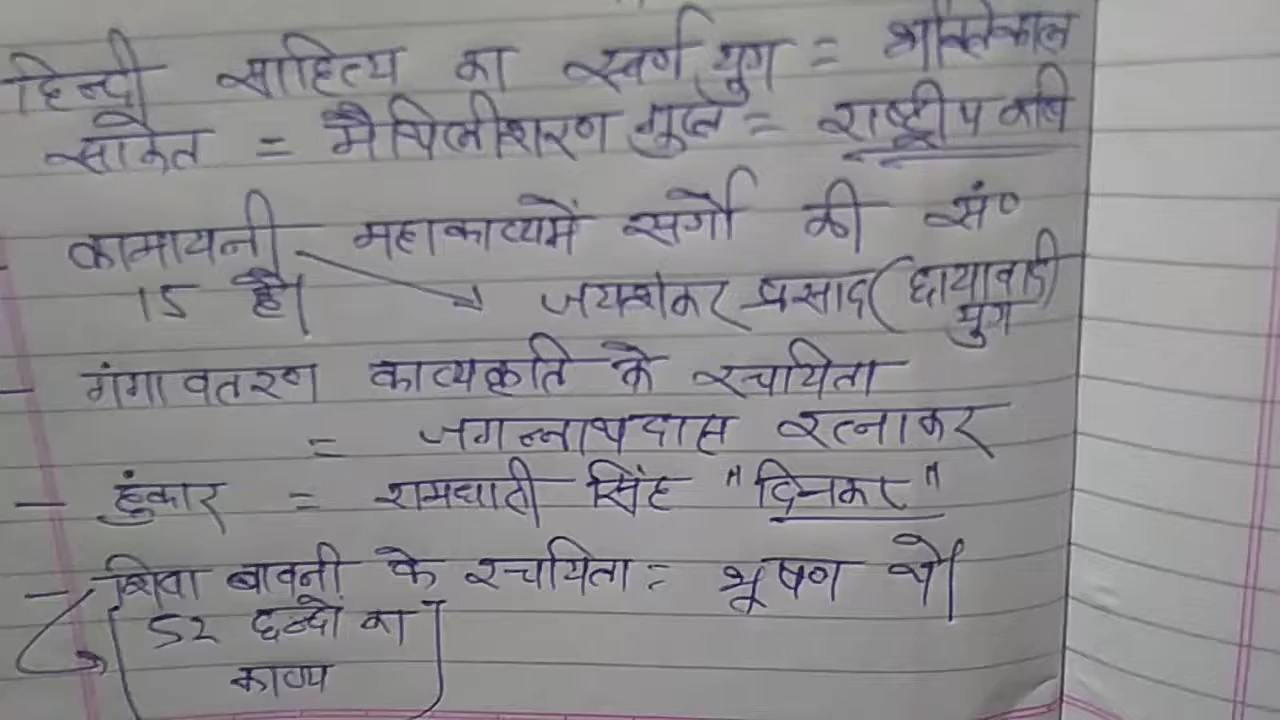 हिन्दी साहित्य का स्वर्ग युग = भक्तिकाल
साकेत = मैथिलीशरण गुप्त = राष्ट्रीय कवि
कामायनी महाकाव्य में सर्गो की सं०
15 है। जयशंकर प्रसाद (छायावादी
युग
- गंगावतरण काव्यकृति के रचयिता
= जगन्नाथदास रत्नाकर
- हुंकार = रामधारी सिंह "दिनकर"
- शिवा बावनी के रचयिता = भूषण थे।
[52 छन्दों का
काव्य]